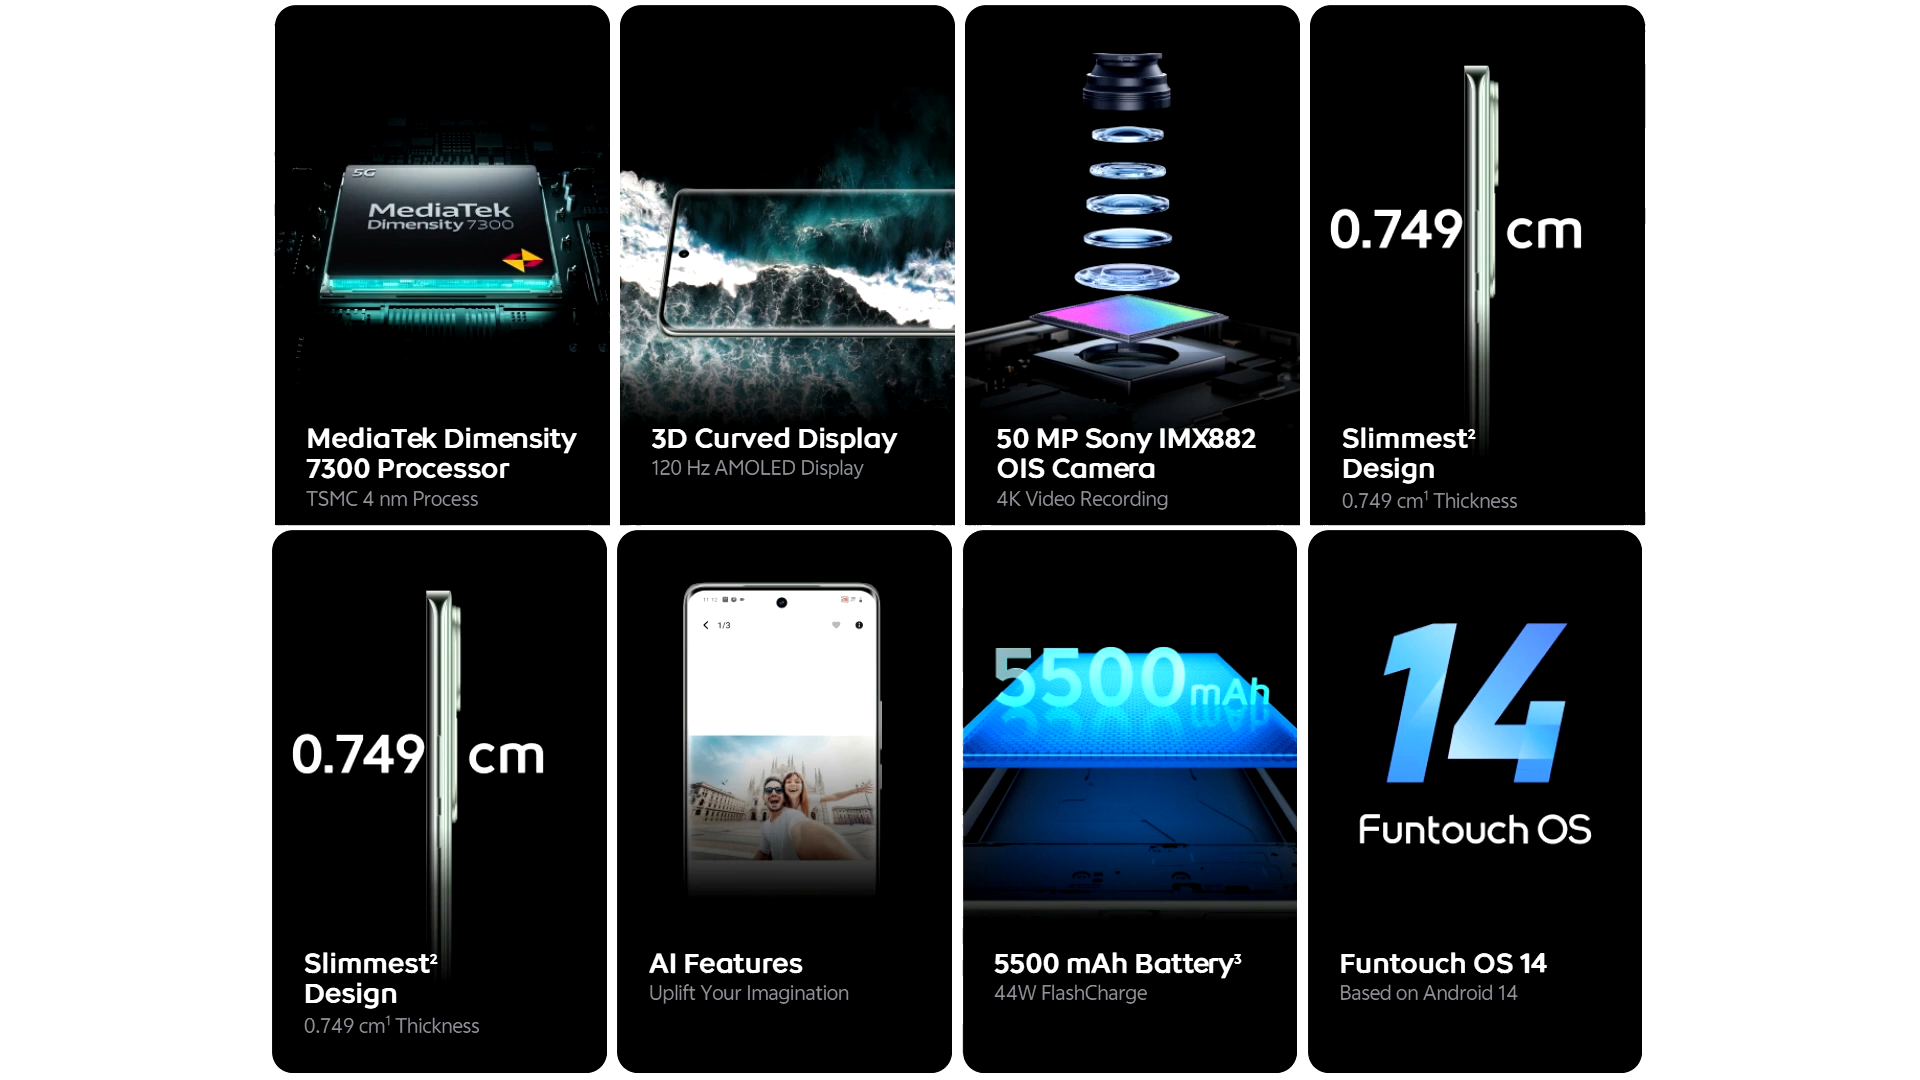 5G
MediaTek
Dimensity 7300
MediaTek Dimensity
7300 Processor
TSMC 4 nm Process
3D Curved Display
120 Hz AMOLED Display
50 MP Sony IMX882
OIS Camera
4K Video Recording
0.749 cm
Slimmest²
Design
0.749 cm¹ Thickness
0.749 cm
Slimmest²
Design
0.749 cm¹ Thickness
1/3
AI Features
Uplift Your Imagination
5500 mAh
5500 mAh Battery³
44W FlashCharge
14
Funtouch OS
Funtouch OS 14
Based on Android 14